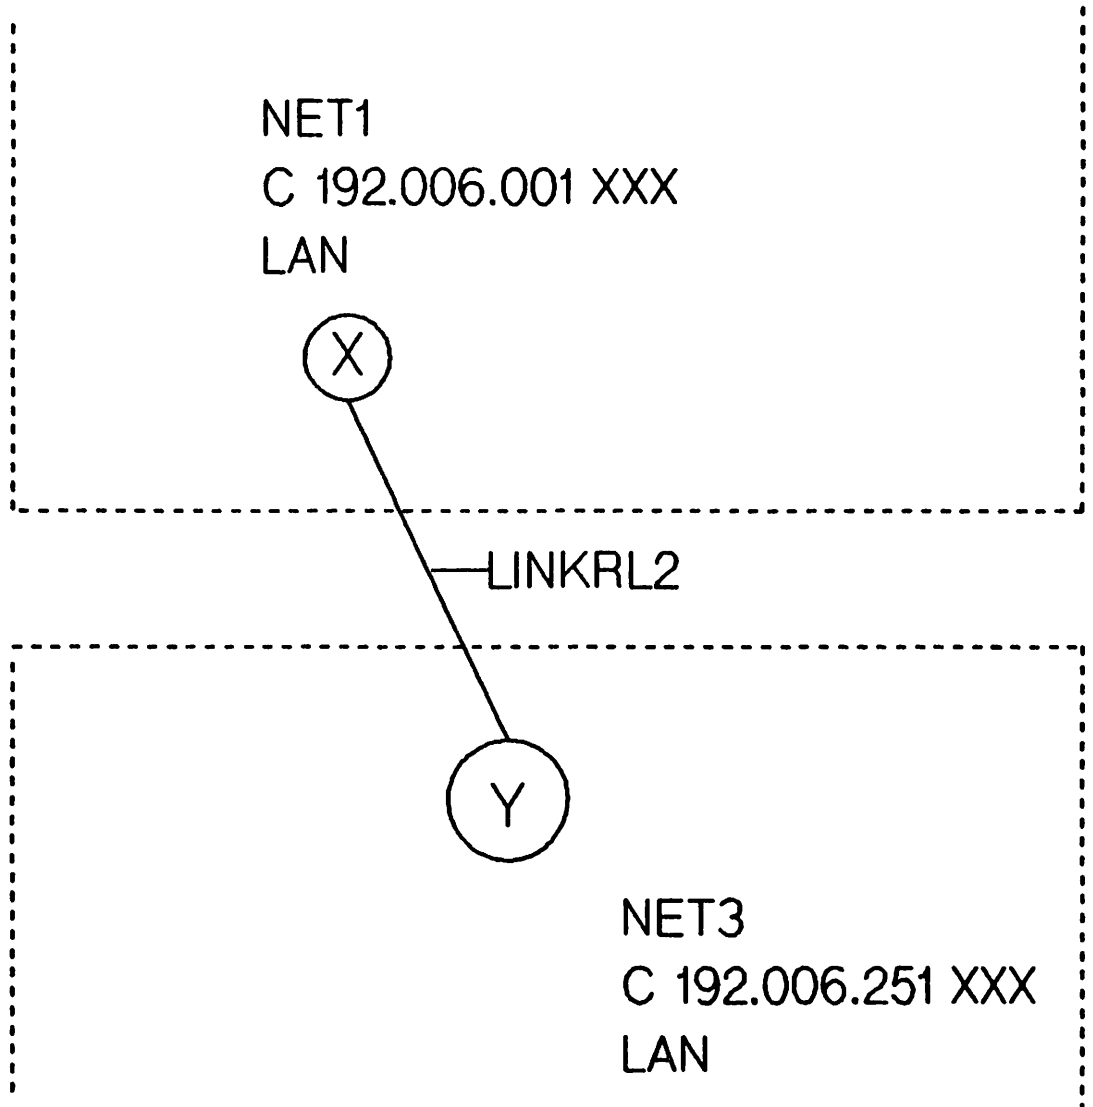 NET1
C 192.006.001 XXX
LAN
X
LINKRL2
Y
NET3
C 192.006.251 XXX
LAN